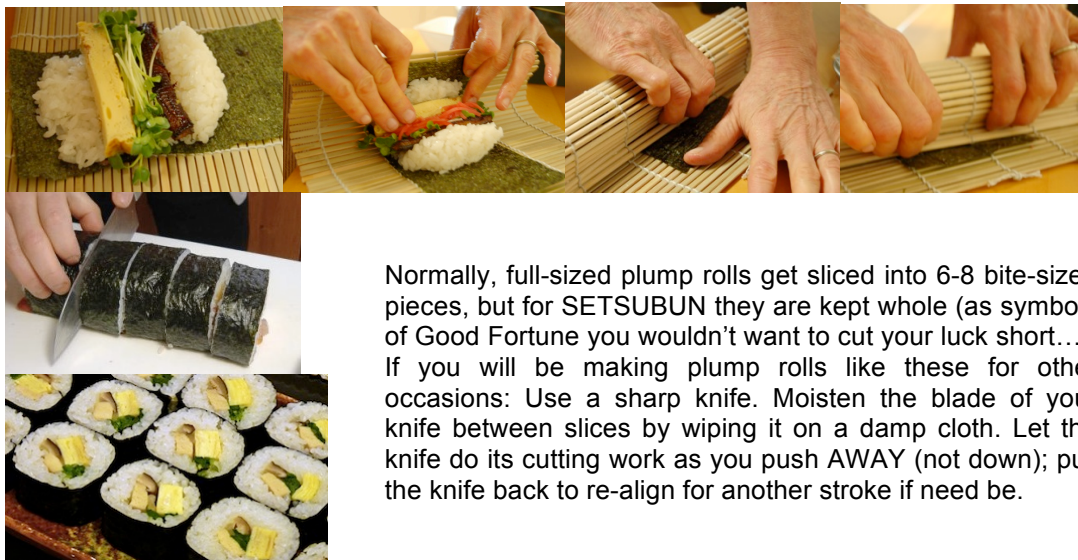 Normally, full-sized plump rolls get sliced into 6-8 bite-size
pieces, but for SETSUBUN they are kept whole (as symbo
of Good Fortune you wouldn’t want to cut your luck short…
If you will be making plump rolls like these for othe
occasions: Use a sharp knife. Moisten the blade of you
knife between slices by wiping it on a damp cloth. Let th
knife do its cutting work as you push AWAY (not down); pu
the knife back to re-align for another stroke if need be.